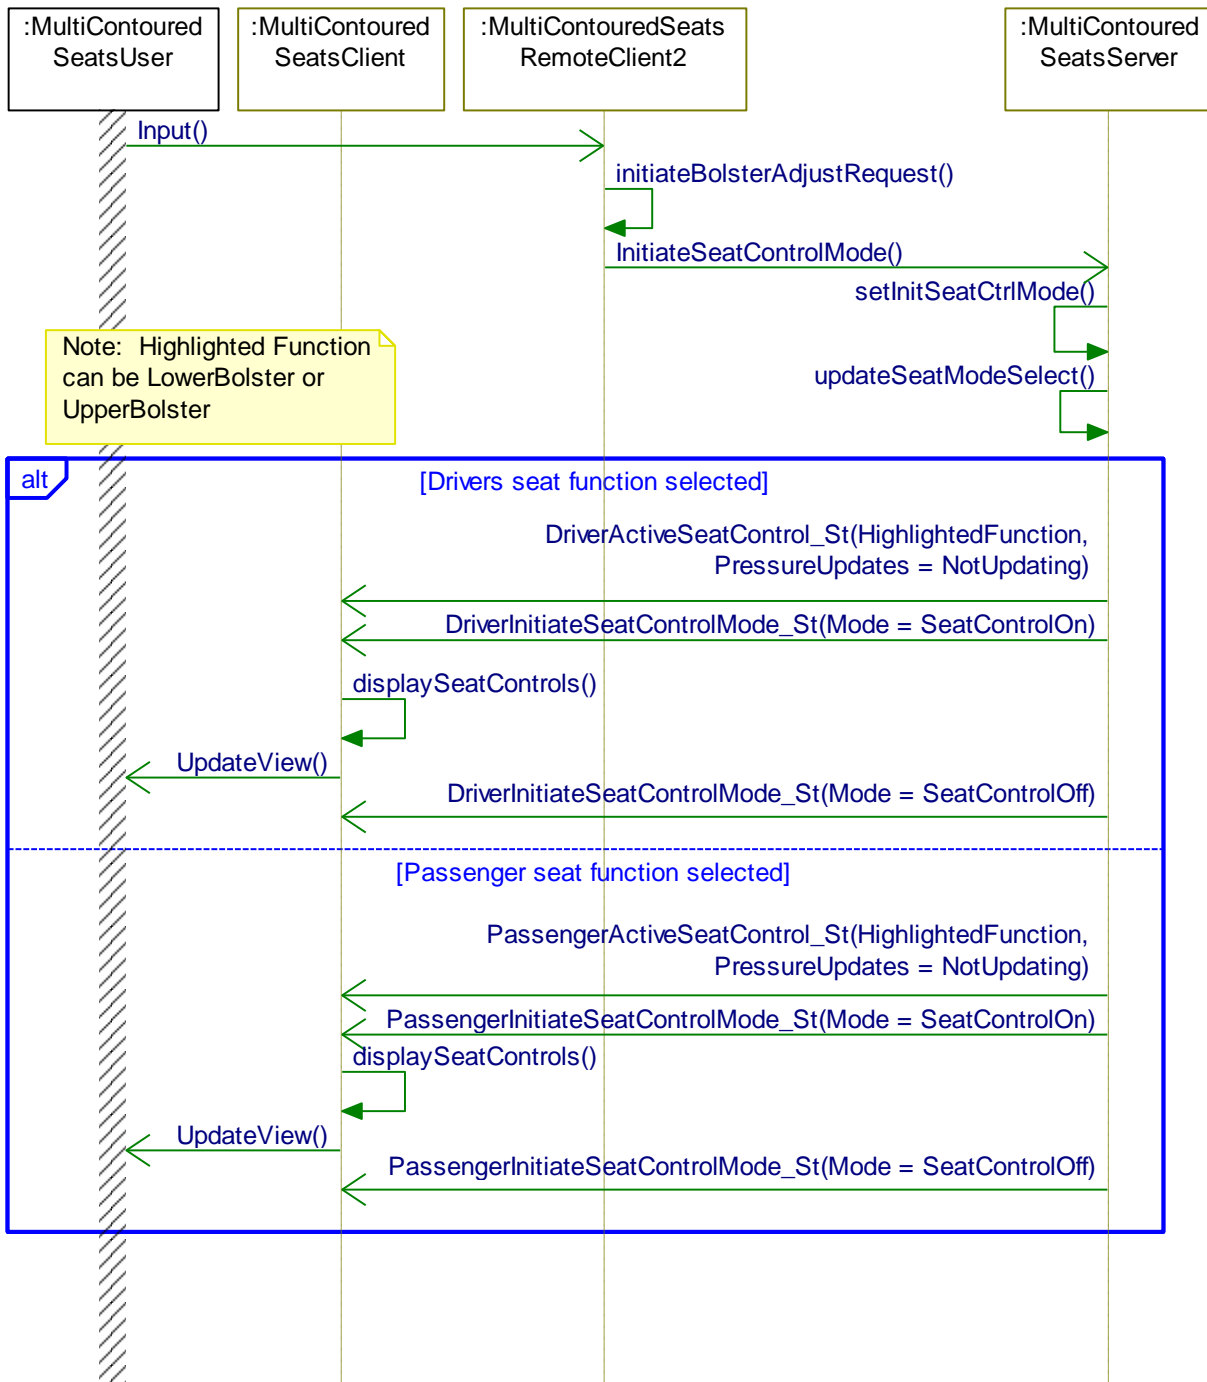 :MultiContoured
SeatsUser
:MultiContoured
SeatsClient
:MultiContouredSeats
RemoteClient2
:MultiContoured
SeatsServer
Input()
initiateBolsterAdjustRequest()
InitiateSeatControlMode()
setInitSeatCtrlMode()
Note:  Highlighted Function
can be LowerBolster or
UpperBolster
updateSeatModeSelect()
alt
[Drivers seat function selected]
DriverActiveSeatControl_St(HighlightedFunction,
PressureUpdates = NotUpdating)
DriverInitiateSeatControlMode_St(Mode = SeatControlOn)
displaySeatControls()
UpdateView()
DriverInitiateSeatControlMode_St(Mode = SeatControlOff)
[Passenger seat function selected]
PassengerActiveSeatControl_St(HighlightedFunction,
PressureUpdates = NotUpdating)
PassengerInitiateSeatControlMode_St(Mode = SeatControlOn)
displaySeatControls()
UpdateView()
PassengerInitiateSeatControlMode_St(Mode = SeatControlOff)